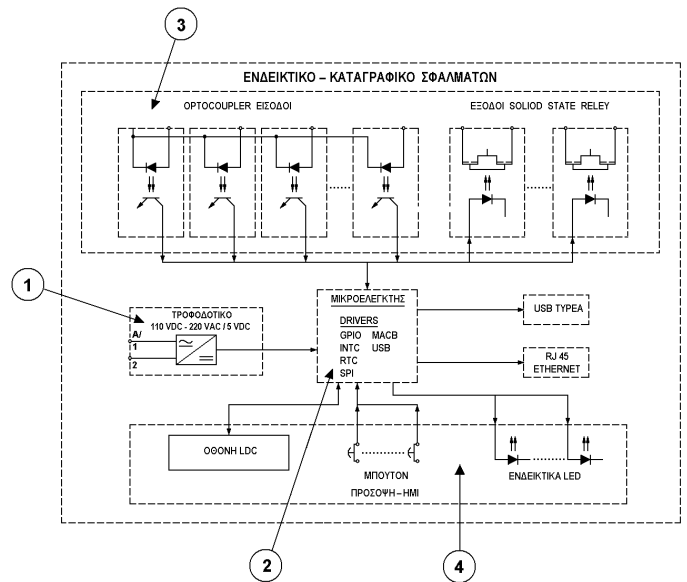 3
ΕΝΔΕΙΚΤΙΚΟ – ΚΑΤΑΓΡΑΦΙΚΟ ΣΦΑΛΜΑΤΩΝ
OPTOCOUPLER ΕΙΣΟΔΟΙ
ΕΞΟΔΟΙ SOLIOD STATE RELEY
1
ΤΡΟΦΟΔΟΤΙΚΟ
110 VDC - 220 VAC / 5 VDC
A/
1
2
ΜΙΚΡΟΕΛΕΓΚΤΗΣ
DRIVERS
GPIO MACB
INTC USB
RTC
SPI
USB TYPEA
RJ 45
ETHERNET
ΟΘΟΝΗ LDC
ΜΠΟΥΤΟΝ
ΕΝΔΕΙΚΤΙΚΑ LED
ΠΡΟΣΟΨΗ – HMI
2
4